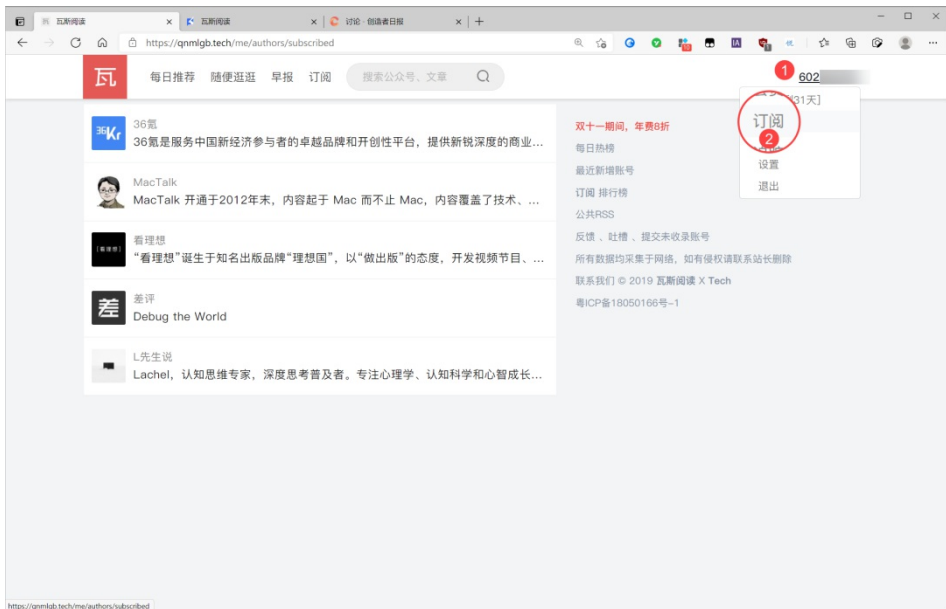 瓦斯阅读
瓦斯阅读
讨论 · 创造者日报
https://qnmlgb.tech/me/authors/subscribed
瓦
每日推荐 随便逛逛 早报 订阅
搜索公众号、文章
1
602
31天]
订阅
2
设置
退出
36Kr
36氪
36氪是服务中国新经济参与者的卓越品牌和开创性平台，提供新锐深度的商业...
MacTalk
MacTalk 开通于2012年末，内容起于 Mac 而不止 Mac，内容覆盖了技术、...
[看理想]
看理想
“看理想”诞生于知名出版品牌“理想国”，以“做出版”的态度，开发视频节目、...
差
差评
Debug the World
L先生说
Lachel，认知思维专家，深度思考普及者。专注心理学、认知科学和心智成长...
双十一期间，年费8折
每日热榜
最近新增账号
订阅 排行榜
公共RSS
反馈 、吐槽 、提交未收录账号
所有数据均采集于网络，如有侵权请联系站长删除
联系我们 © 2019 瓦斯阅读 X Tech
粤ICP备18050166号-1
https://qnmlgb.tech/me/authors/subscribed